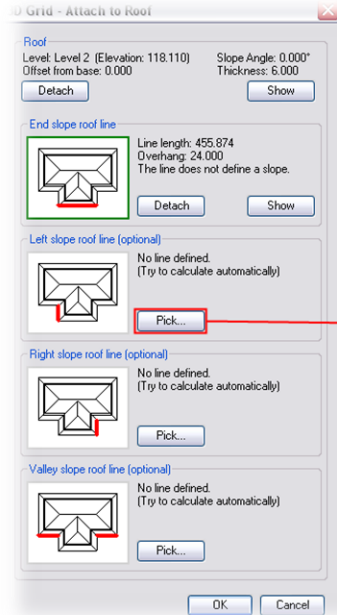 D Grid - Attach to Roof
Roof
Level: Level 2 (Elevation: 118.110) Slope Angle: 0.000°
Offset from base: 0.000 Thickness: 6.000
Detach Show
End slope roof line
Line length: 455.874
Overhang: 24.000
The line does not define a slope.
Detach Show
Left slope roof line (optional)
No line defined.
(Try to calculate automatically)
Pick...
Right slope roof line (optional)
No line defined.
(Try to calculate automatically)
Pick...
Valley slope roof line (optional)
No line defined.
(Try to calculate automatically)
Pick...
OK Cancel